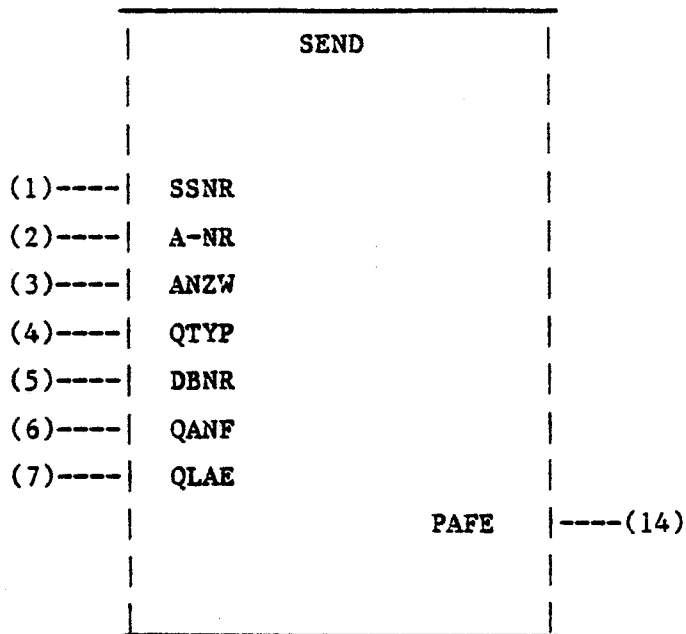 SEND
(1)----| SSNR
(2)----| A-NR
(3)----| ANZW
(4)----| QTYP
(5)----| DBNR
(6)----| QANF
(7)----| QLAE
PAFE |----(14)